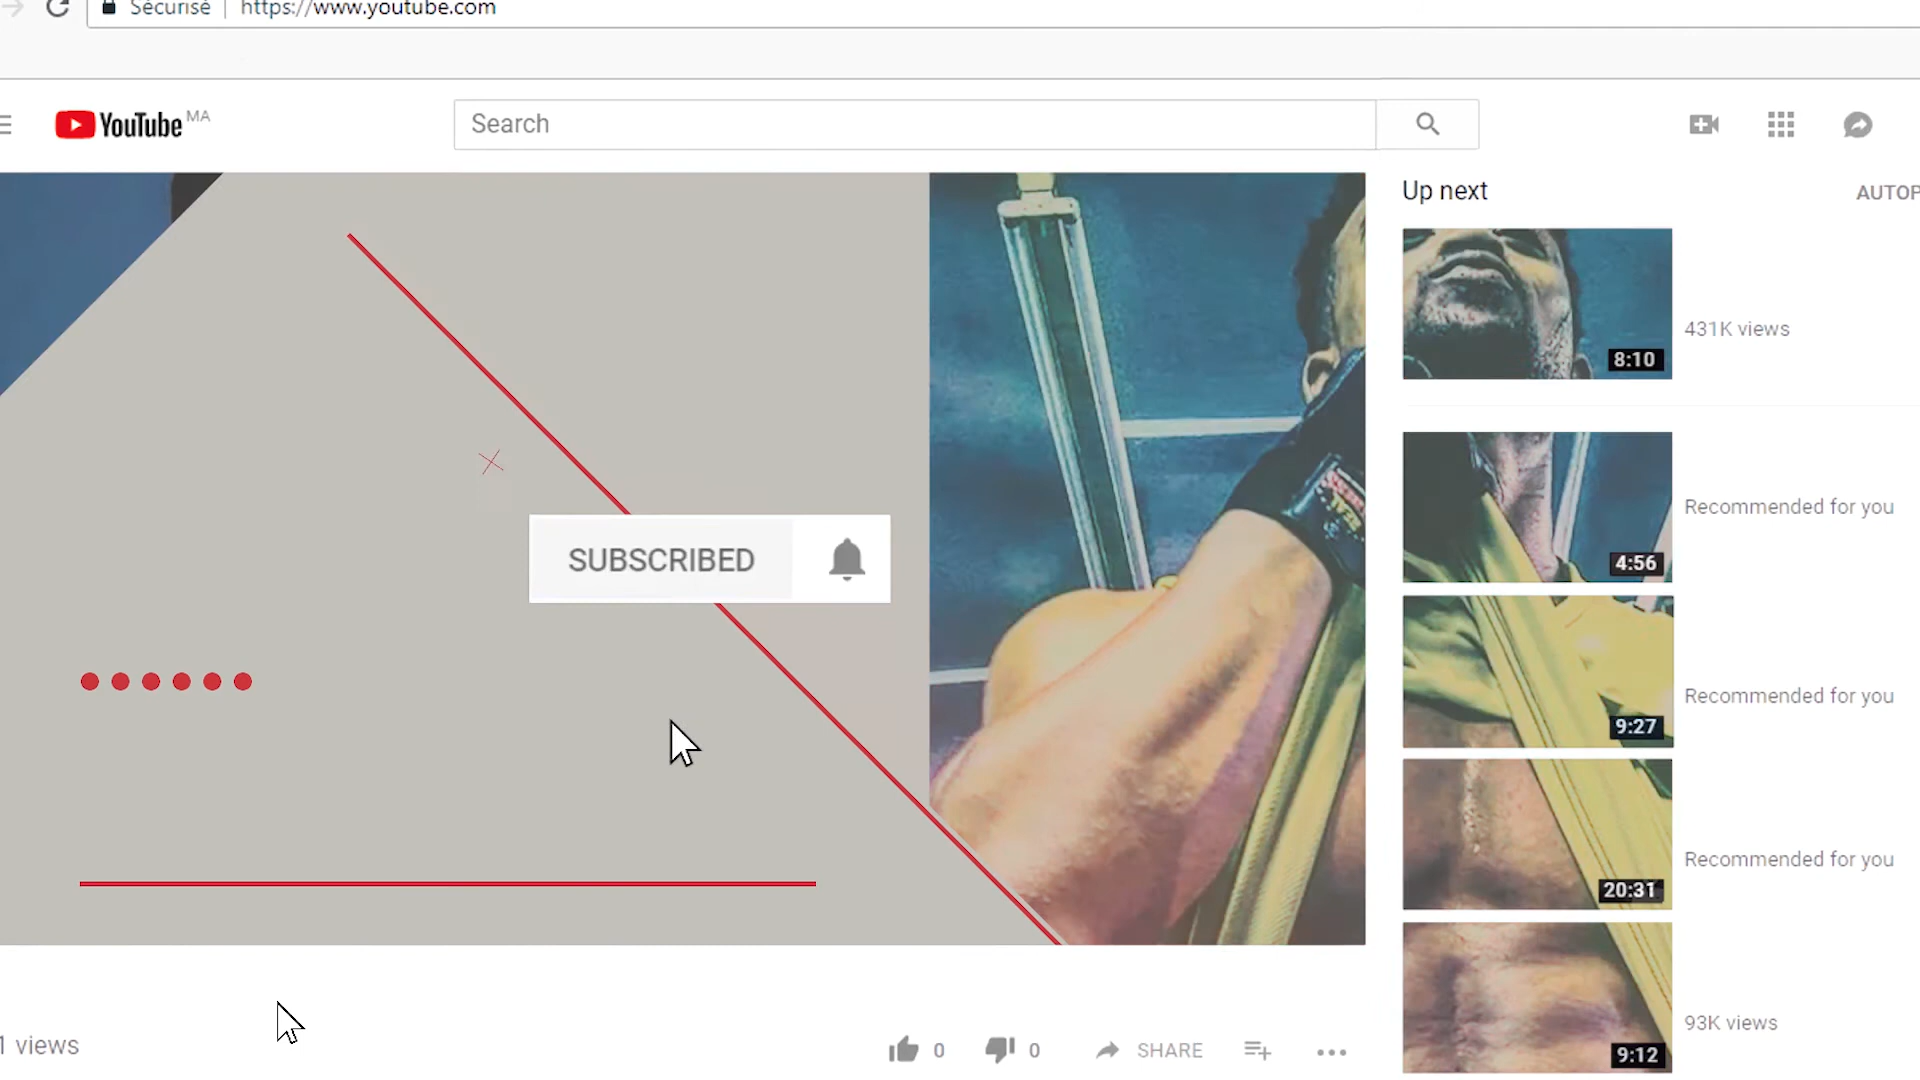 Sécurisé | https://www.youtube.com
YouTube MA
Search
Up next
AUTOP
8:10
431K views
4:56
Recommended for you
SUBSCRIBED
9:27
Recommended for you
20:31
Recommended for you
1 views
0
0
SHARE
9:12
93K views